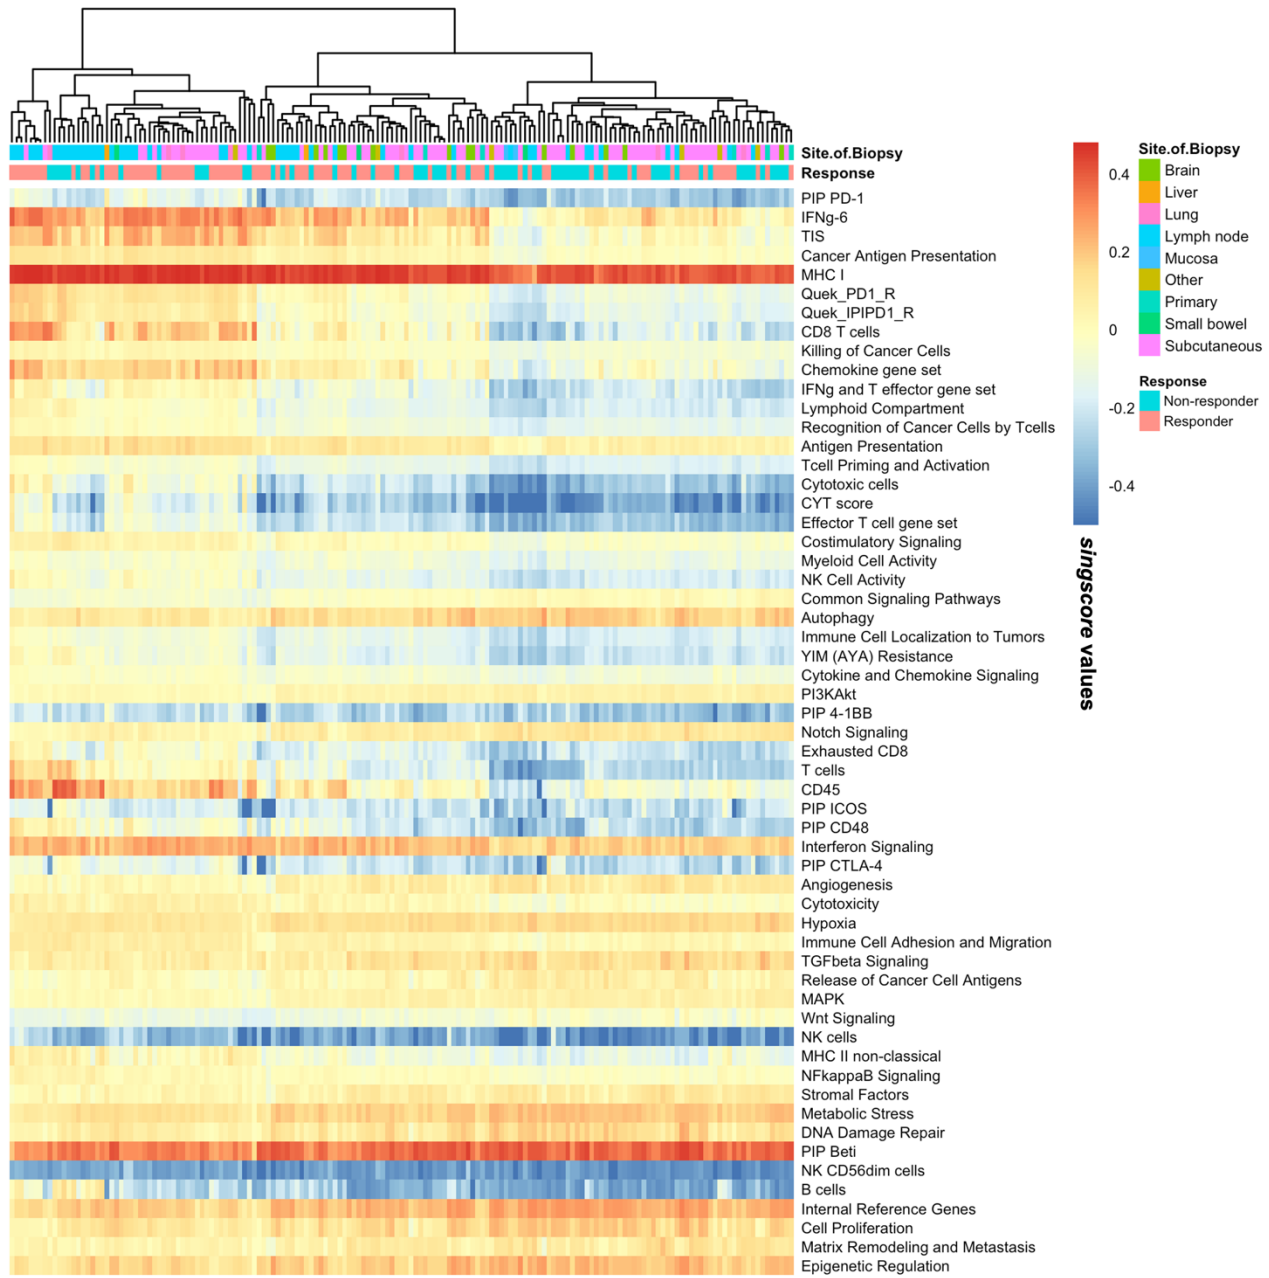 Site.of.Biopsy
Response
PIP PD-1
IFNg-6
TIS
Cancer Antigen Presentation
MHC I
Quek_PD1_R
Quek_IPIPD1_R
CD8 T cells
Killing of Cancer Cells
Chemokine gene set
IFNg and T effector gene set
Lymphoid Compartment
Recognition of Cancer Cells by Tcells
Antigen Presentation
Tcell Priming and Activation
Cytotoxic cells
CYT score
Effector T cell gene set
Costimulatory Signaling
Myeloid Cell Activity
NK Cell Activity
Common Signaling Pathways
Autophagy
Immune Cell Localization to Tumors
YIM (AYA) Resistance
Cytokine and Chemokine Signaling
PI3KAkt
PIP 4-1BB
Notch Signaling
Exhausted CD8
T cells
CD45
PIP ICOS
PIP CD48
Interferon Signaling
PIP CTLA-4
Angiogenesis
Cytotoxicity
Hypoxia
Immune Cell Adhesion and Migration
TGFbeta Signaling
Release of Cancer Cell Antigens
MAPK
Wnt Signaling
NK cells
MHC II non-classical
NFkappaB Signaling
Stromal Factors
Metabolic Stress
DNA Damage Repair
PIP Beti
NK CD56dim cells
B cells
Internal Reference Genes
Cell Proliferation
Matrix Remodeling and Metastasis
Epigenetic Regulation
0.4
0.2
0
-0.2
-0.4
singscore values
Site.of.Biopsy
Brain
Liver
Lung
Lymph node
Mucosa
Other
Primary
Small bowel
Subcutaneous
Response
Non-responder
Responder